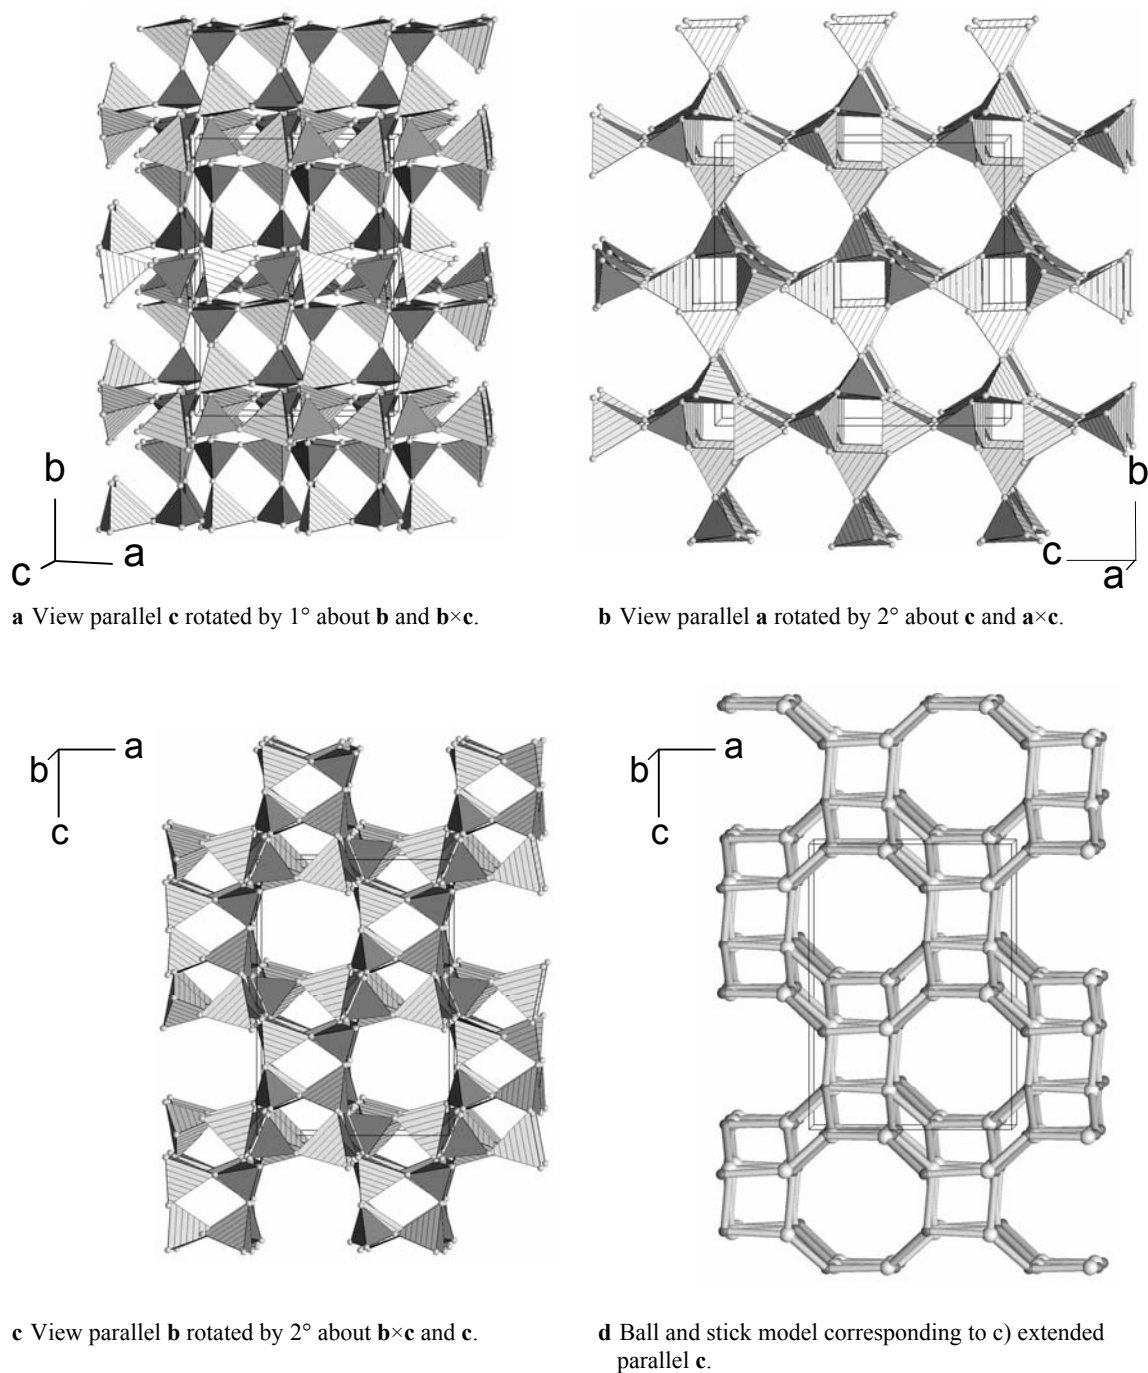 b
c
a
b
c
a
a View parallel c rotated by 1° about b and b×c.
b View parallel a rotated by 2° about c and a×c.
b
a
c
b
a
c
c View parallel b rotated by 2° about b×c and c.
d Ball and stick model corresponding to c) extended
parallel c.